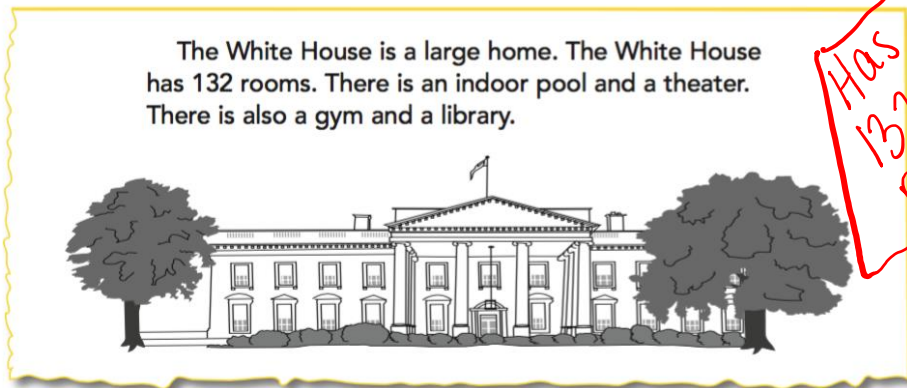 The White House is a large home. The White House
has 132 rooms. There is an indoor pool and a theater.
There is also a gym and a library.
Has